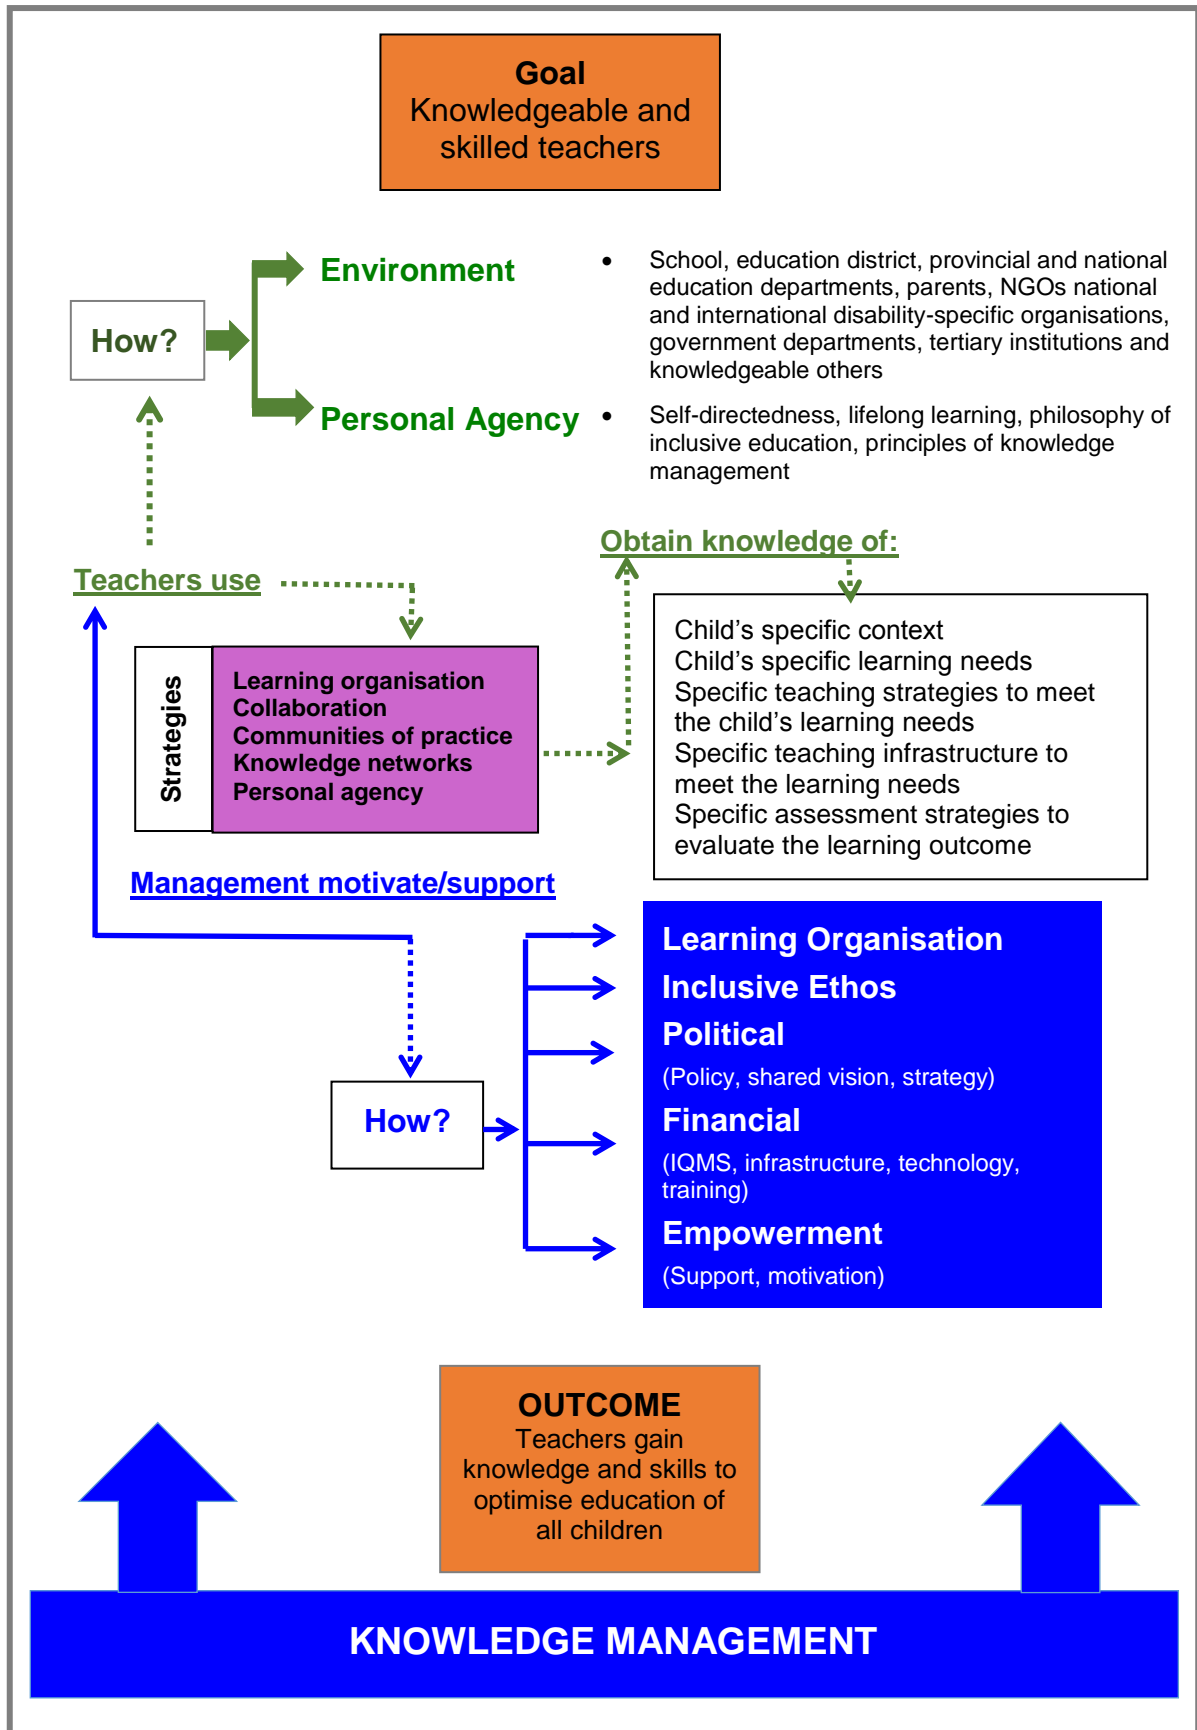 Goal
Knowledgeable and
skilled teachers
How?
Environment
• School, education district, provincial and national
education departments, parents, NGOs national
and international disability-specific organisations,
government departments, tertiary institutions and
knowledgeable others
Personal Agency
• Self-directedness, lifelong learning, philosophy of
inclusive education, principles of knowledge
management
Teachers use
Obtain knowledge of:
Strategies
Learning organisation
Collaboration
Communities of practice
Knowledge networks
Personal agency
Child’s specific context
Child’s specific learning needs
Specific teaching strategies to meet
the child’s learning needs
Specific teaching infrastructure to
meet the learning needs
Specific assessment strategies to
evaluate the learning outcome
Management motivate/support
How?
Learning Organisation
Inclusive Ethos
Political
(Policy, shared vision, strategy)
Financial
(IQMS, infrastructure, technology,
training)
Empowerment
(Support, motivation)
OUTCOME
Teachers gain
knowledge and skills to
optimise education of
all children
KNOWLEDGE MANAGEMENT